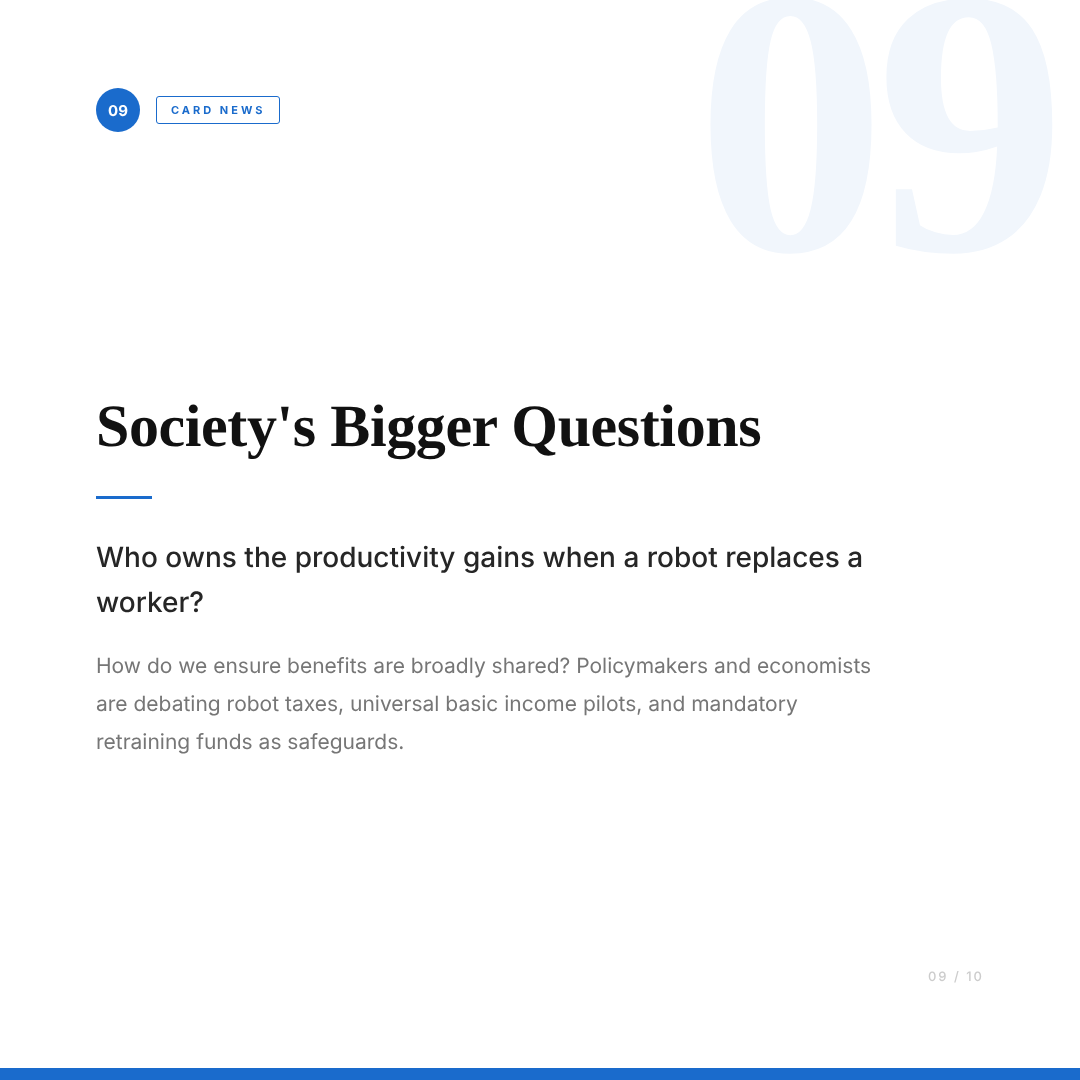 09
09
CARD NEWS
Society's Bigger Questions
Who owns the productivity gains when a robot replaces a
worker?
How do we ensure benefits are broadly shared? Policymakers and economists
are debating robot taxes, universal basic income pilots, and mandatory
retraining funds as safeguards.
09 / 10